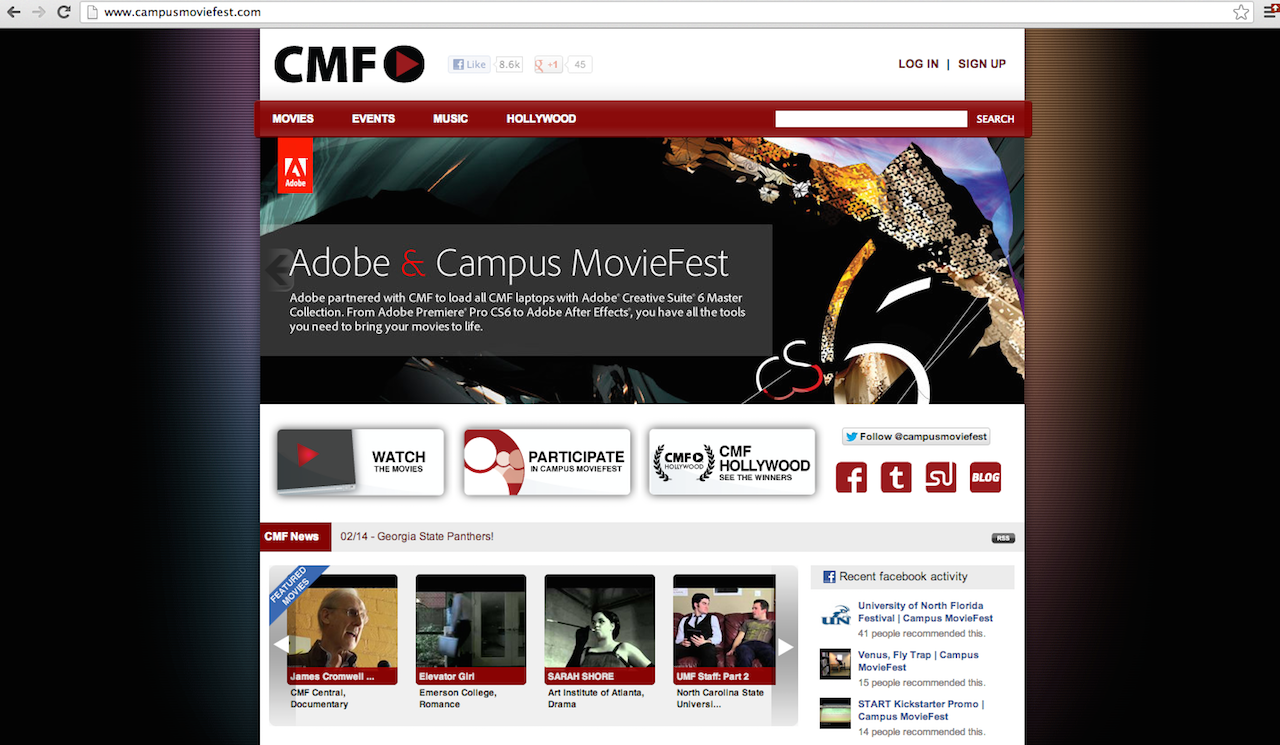 www.campusmoviefest.com
CMF
Like 8.6k +1 45
LOG IN | SIGN UP
MOVIES EVENTS MUSIC HOLLYWOOD SEARCH
Adobe
Adobe & Campus MovieFest
Adobe partnered with CMF to load all CMF laptops with Adobe® Creative Suite® 6 Master
Collection. From Adobe Premiere® Pro CS6 to Adobe After Effects®, you have all the tools
you need to bring your movies to life.
CS6
WATCH
THE MOVIES
PARTICIPATE
IN CAMPUS MOVIEFEST
CMF
HOLLYWOOD
CMF
HOLLYWOOD
SEE THE WINNERS
Follow @campusmoviefest
BLOG
CMF News 02/14 - Georgia State Panthers! RSS
FEATURED
MOVIES
James Cromwell ...
CMF Central,
Documentary
Elevator Girl
Emerson College,
Romance
SARAH SHORE
Art Institute of Atlanta,
Drama
UMF Staff: Part 2
North Carolina State
Universi...
Recent facebook activity
University of North Florida
Festival | Campus MovieFest
41 people recommended this.
Venus, Fly Trap | Campus
MovieFest
15 people recommended this.
START Kickstarter Promo |
Campus MovieFest
14 people recommended this.